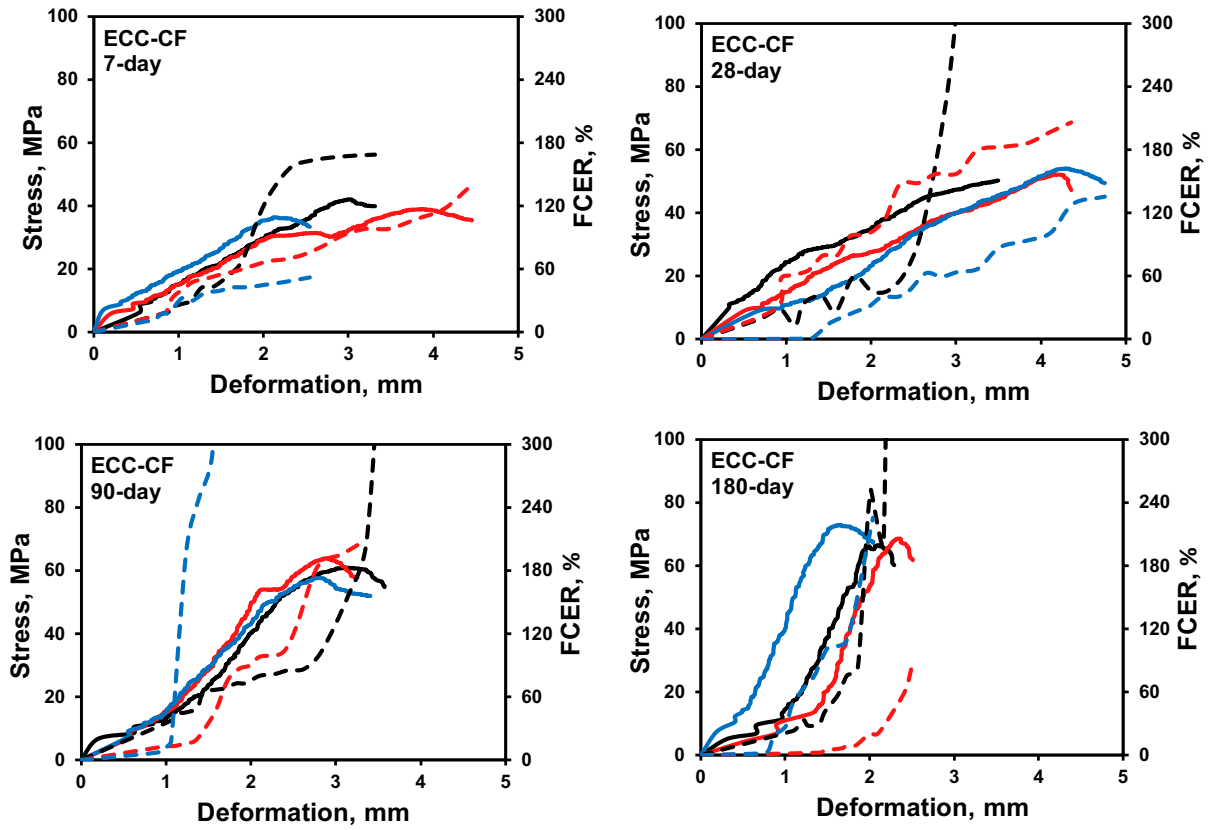 ECC-CF
7-day
Stress, MPa
100
80
60
40
20
0
300
240
180
120
60
0
FCER, %
0 1 2 3 4 5
Deformation, mm
ECC-CF
28-day
Stress, MPa
100
80
60
40
20
0
300
240
180
120
60
0
FCER, %
0 1 2 3 4 5
Deformation, mm
ECC-CF
90-day
Stress, MPa
100
80
60
40
20
0
300
240
180
120
60
0
FCER, %
0 1 2 3 4 5
Deformation, mm
ECC-CF
180-day
Stress, MPa
100
80
60
40
20
0
300
240
180
120
60
0
FCER, %
0 1 2 3 4 5
Deformation, mm